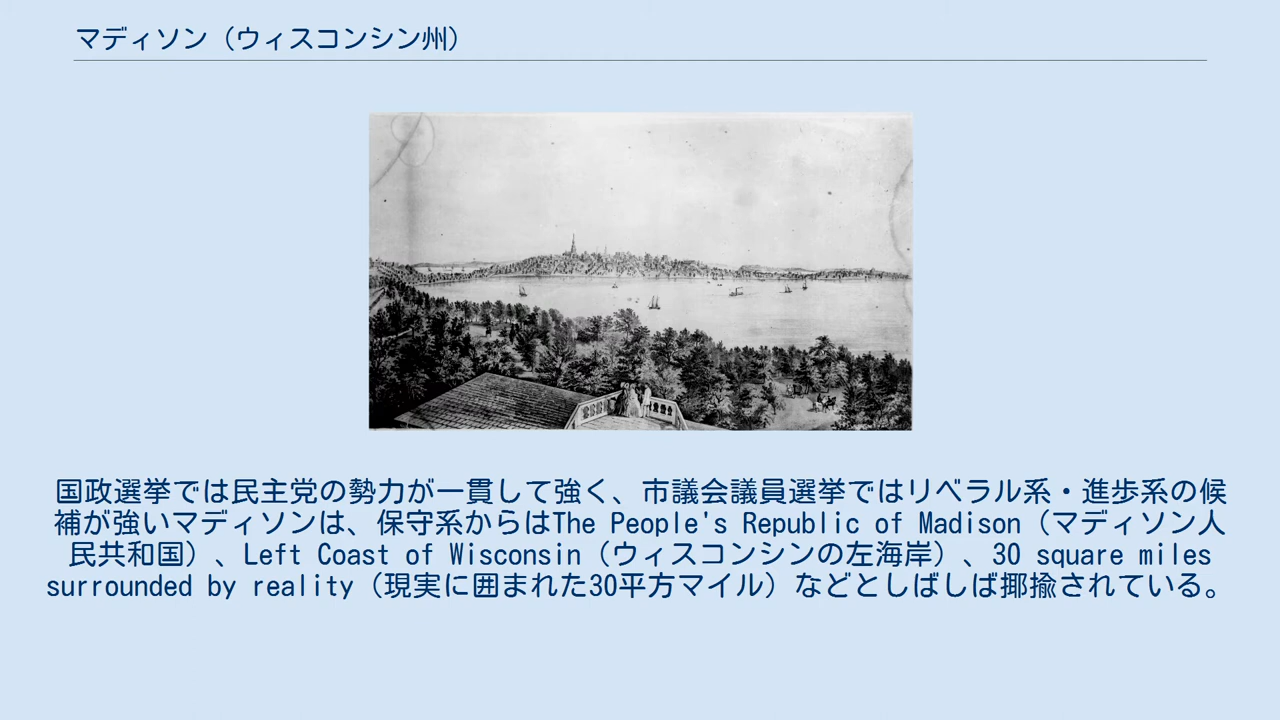 マディソン（ウィスコンシン州）
国政選挙では民主党の勢力が一貫して強く、市議会議員選挙ではリベラル系・進歩系の候
補が強いマディソンは、保守系からはThe People's Republic of Madison（マディソン人
民共和国）、Left Coast of Wisconsin（ウィスコンシンの左海岸）、30 square miles
surrounded by reality（現実に囲まれた30平方マイル）などとしばしば揶揄されている。